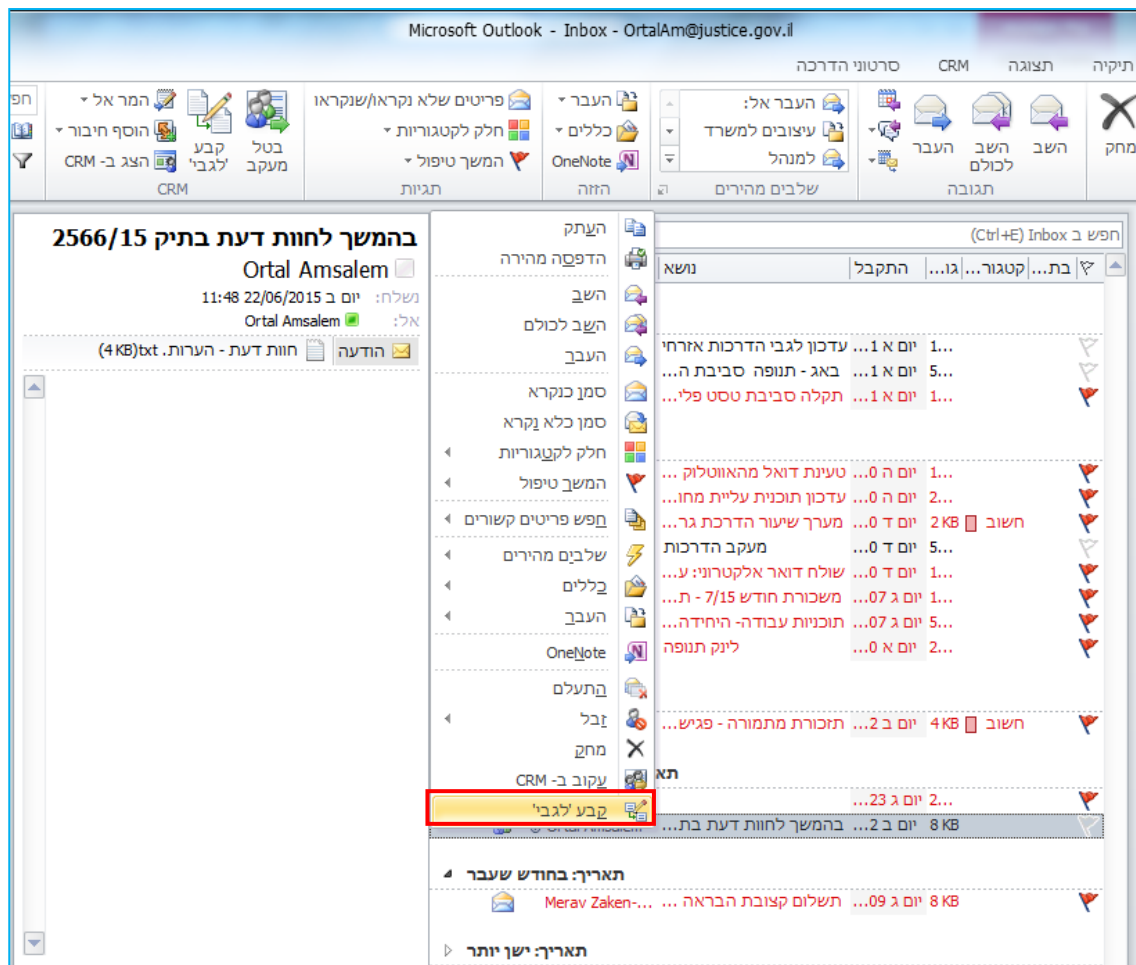 Microsoft Outlook - Inbox - OrtalAm@justice.gov.il
תיקיה תצוגה CRM סרטוני הדרכה
מחק
השב
השב לכולם
העבר
תגובה
העבר אל:
עיצובים למשרד
למנהל
שלבים מהירים
העבר
כללים
OneNote
הזזה
פריטים שלא נקראו/שנקראו
חלק לקטגוריות
המשך טיפול
תגיות
בטל מעקב
קבע 'לגבי'
המר אל
הוסף חיבור
הצג ב- CRM
CRM
חפ
חפש ב Inbox (Ctrl+E)
בת... קטגור... גו... התקבל נושא
1... יום א 1... עדכון לגבי הדרכות אזרחי
5... יום א 1... באג - תנופה סביבת ה...
1... יום א 1... תקלה סביבת טסט פלי...
1... יום ה 0... טעינת דואל מהאווטלוק ...
2... יום ה 0... עדכון תוכנית עליית מחו...
חשוב 2 KB יום ד 0... מערך שיעור הדרכת גר...
5... יום ד 0... מעקב הדרכות
1... יום ד 0... שולח דואר אלקטרוני: ע...
1... יום ג 07... משכורת חודש 7/15 - ת...
5... יום ג 07... תוכניות עבודה- היחידה...
2... יום א 0... לינק תנופה
חשוב 4 KB יום ב 2... תזכורת מתמורה - פגיש...
תא
2... יום ג 23...
8 KB יום ב 2... בהמשך לחוות דעת בת... Ortal Amsalem
תאריך: בחודש שעבר
8 KB יום ג 09... תשלום קצובת הבראה ... Merav Zaken-...
תאריך: ישן יותר
העתק
הדפסה מהירה
השב
השב לכולם
העבר
סמן כנקרא
סמן כלא נקרא
חלק לקטגוריות
המשך טיפול
חפש פריטים קשורים
שלבים מהירים
כללים
העבר
OneNote
התעלם
זבל
מחק
עקוב ב- CRM
קבע 'לגבי'
בהמשך לחוות דעת בתיק 2566/15
Ortal Amsalem
נשלח: יום ב 22/06/2015 11:48
אל: Ortal Amsalem
הודעה חוות דעת - הערות. txt(4 KB)